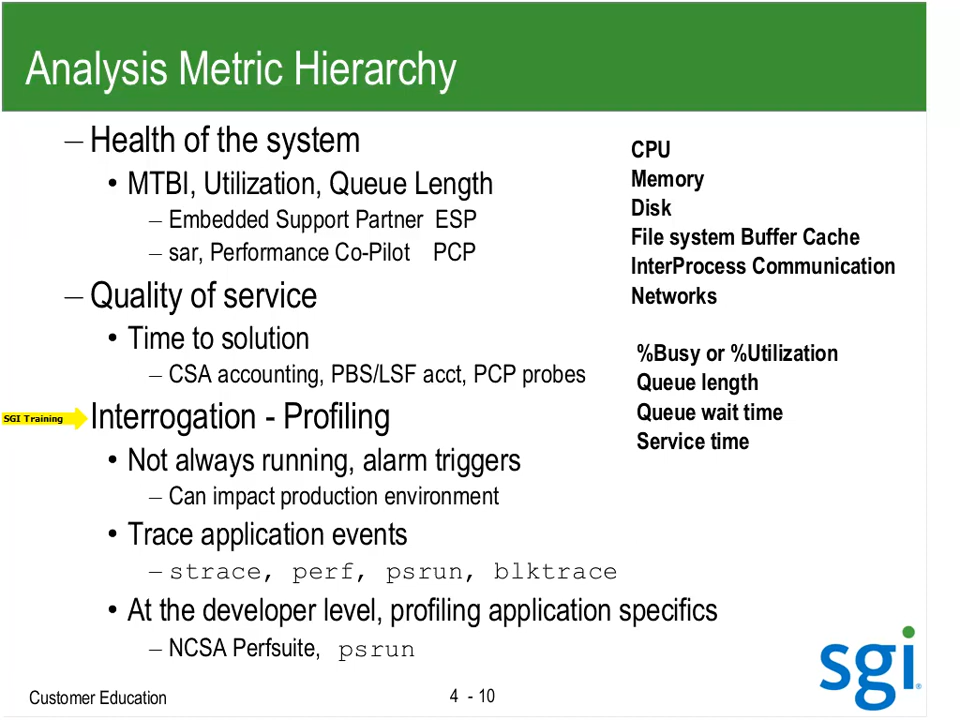 Analysis Metric Hierarchy
– Health of the system
• MTBI, Utilization, Queue Length
– Embedded Support Partner ESP
– sar, Performance Co-Pilot PCP
– Quality of service
• Time to solution
– CSA accounting, PBS/LSF acct, PCP probes
SGI Training
Interrogation - Profiling
• Not always running, alarm triggers
– Can impact production environment
• Trace application events
– strace, perf, psrun, blktrace
• At the developer level, profiling application specifics
– NCSA Perfsuite, psrun
CPU
Memory
Disk
File system Buffer Cache
InterProcess Communication
Networks
%Busy or %Utilization
Queue length
Queue wait time
Service time
Customer Education
4 - 10
sgi®